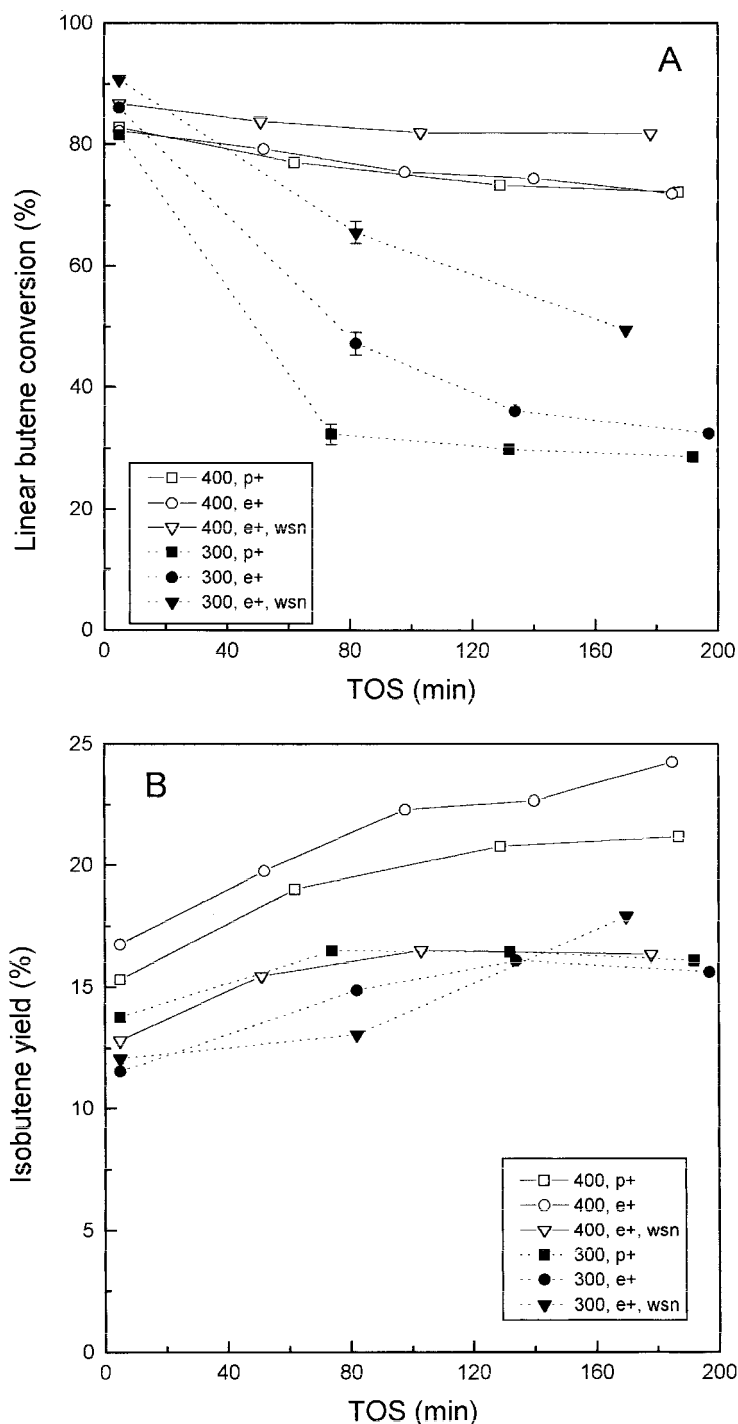 A
Linear butene conversion (%)
100
80
60
40
20
0
400, p+
400, e+
400, e+, wsn
300, p+
300, e+
300, e+, wsn
0 40 80 120 160 200
TOS (min)
B
Isobutene yield (%)
25
20
15
10
5
0
400, p+
400, e+
400, e+, wsn
300, p+
300, e+
300, e+, wsn
0 40 80 120 160 200
TOS (min)